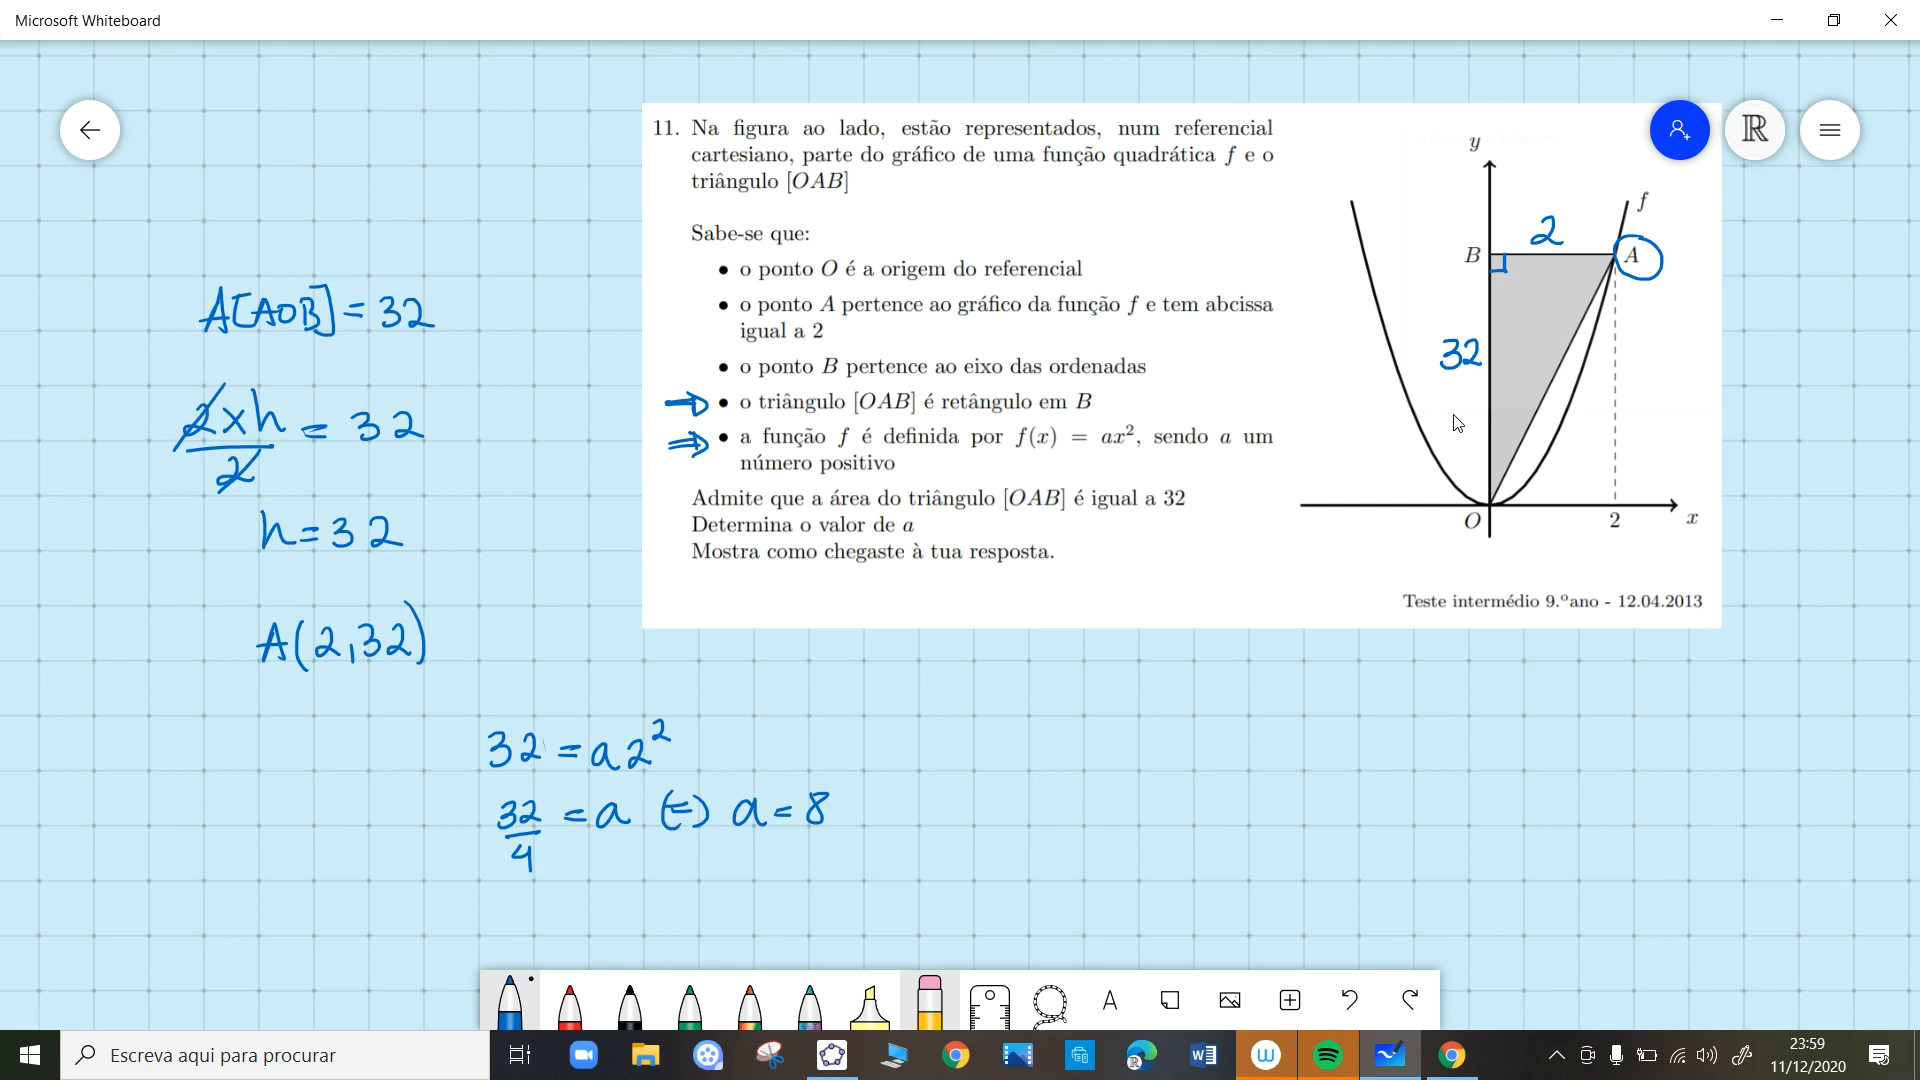 Microsoft Whiteboard
11. Na figura ao lado, estão representados, num referencial
cartesiano, parte do gráfico de uma função quadrática f e o
triângulo [OAB]
Sabe-se que:
• o ponto O é a origem do referencial
• o ponto A pertence ao gráfico da função f e tem abcissa
igual a 2
• o ponto B pertence ao eixo das ordenadas
• o triângulo [OAB] é retângulo em B
• a função f é definida por f(x) = ax², sendo a um
número positivo
Admite que a área do triângulo [OAB] é igual a 32
Determina o valor de a
Mostra como chegaste à tua resposta.
y
f
2
B
A
32
O
2
x
Teste intermédio 9.ºano - 12.04.2013
ℝ
A[AOB] = 32
2 x h = 32
2
h = 32
A(2,32)
32 = a 2²
32 = a (=) a = 8
4
A
Escreva aqui para procurar
23:59
11/12/2020